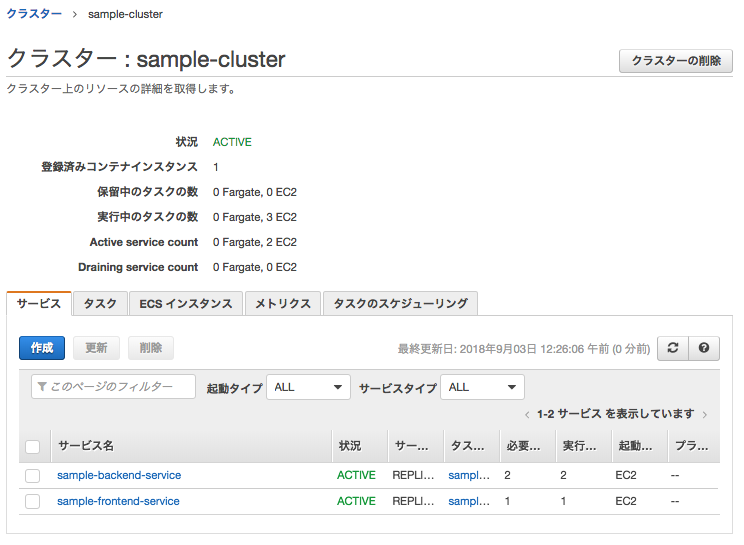 クラスター > sample-cluster
クラスター : sample-cluster
クラスターの削除
クラスター上のリソースの詳細を取得します。
状況 ACTIVE
登録済みコンテナインスタンス 1
保留中のタスクの数 0 Fargate, 0 EC2
実行中のタスクの数 0 Fargate, 3 EC2
Active service count 0 Fargate, 2 EC2
Draining service count 0 Fargate, 0 EC2
サービス タスク ECS インスタンス メトリクス タスクのスケジューリング
作成 更新 削除 最終更新日: 2018年9月03日 12:26:06 午前 (0 分前)
このページのフィルター 起動タイプ ALL サービスタイプ ALL
1-2 サービス を表示しています
サービス名 状況 サー... タス... 必要... 実行... 起動... プラ...
sample-backend-service ACTIVE REPLI... sampl... 2 2 EC2 --
sample-frontend-service ACTIVE REPLI... sampl... 1 1 EC2 --